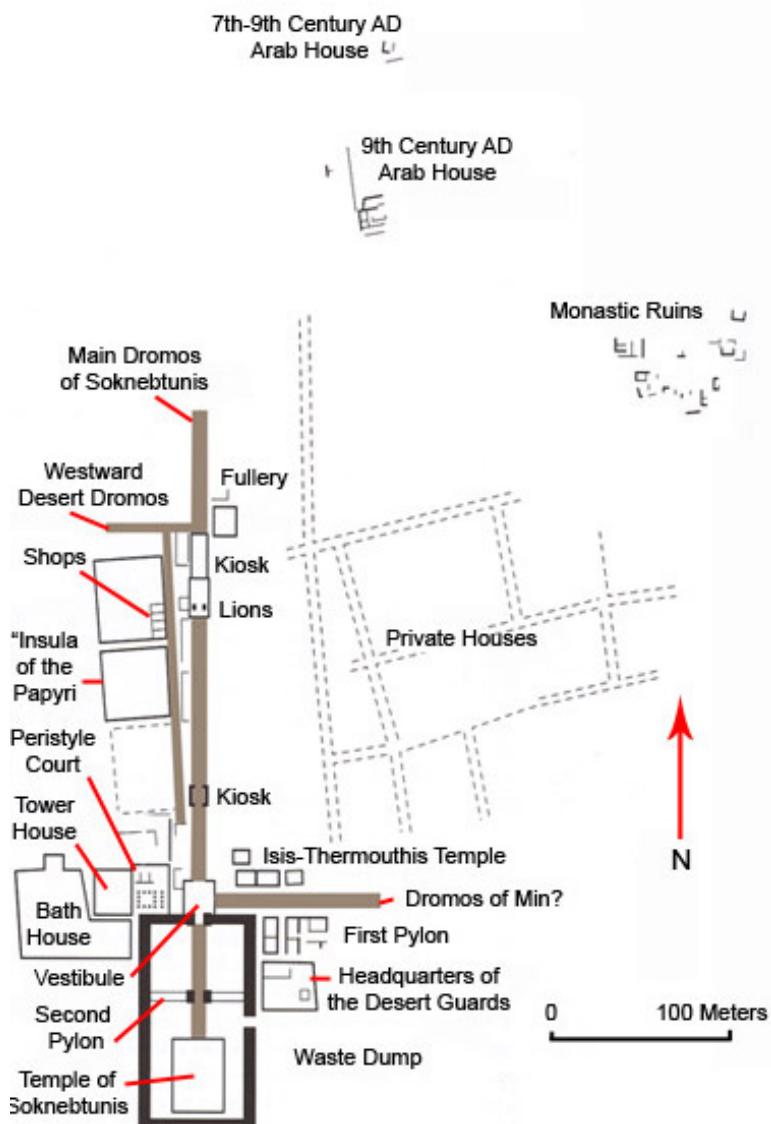 7th-9th Century AD
Arab House
9th Century AD
Arab House
Monastic Ruins
Main Dromos
of Soknebtunis
Westward
Desert Dromos
Fullery
Shops
Kiosk
Lions
"Insula
of the
Papyri
Private Houses
Peristyle
Court
Kiosk
Tower
House
Isis-Thermouthis Temple
N
Dromos of Min?
Bath
House
First Pylon
Vestibule
Headquarters of
the Desert Guards
Second
Pylon
0 100 Meters
Waste Dump
Temple of
Soknebtunis